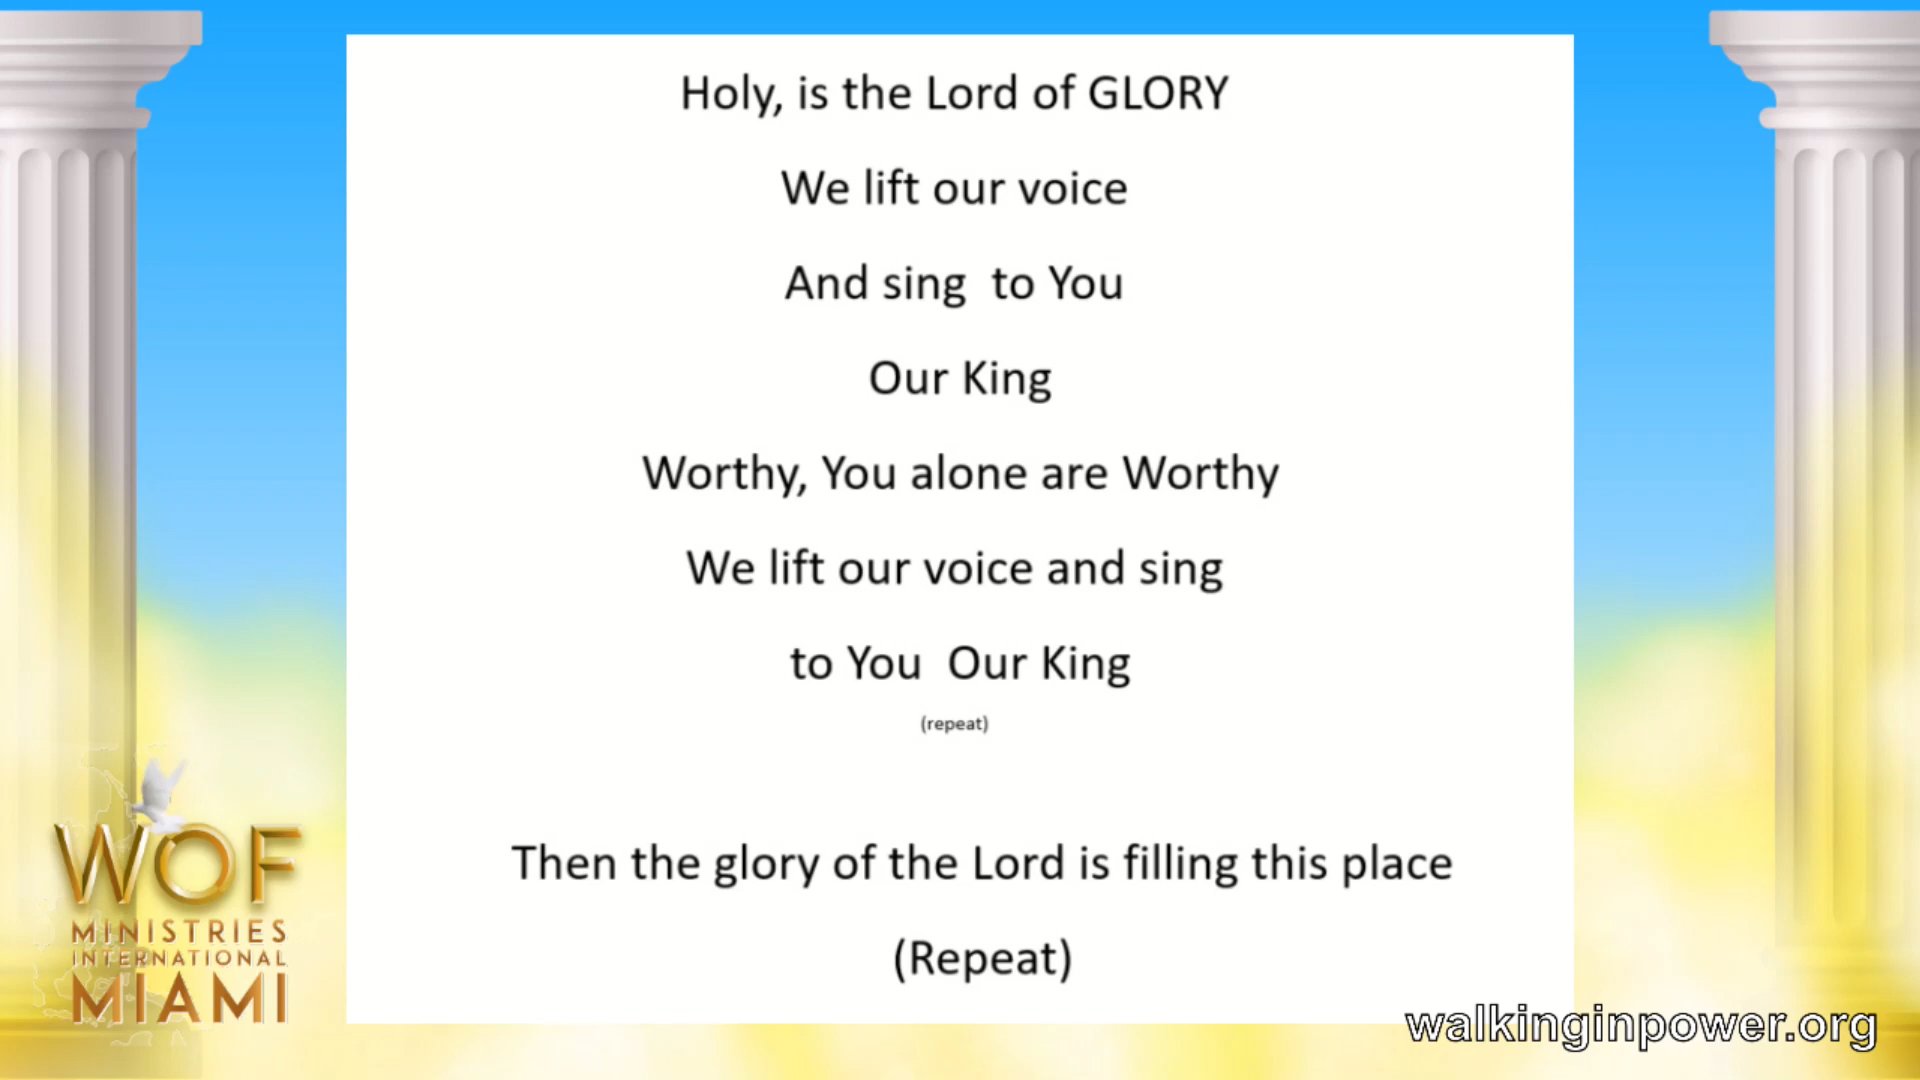 Holy, is the Lord of GLORY
We lift our voice
And sing  to You
Our King
Worthy, You alone are Worthy
We lift our voice and sing
to You  Our King
(repeat)
Then the glory of the Lord is filling this place
(Repeat)
WOF
MINISTRIES
INTERNATIONAL
MIAMI
walkinginpower.org